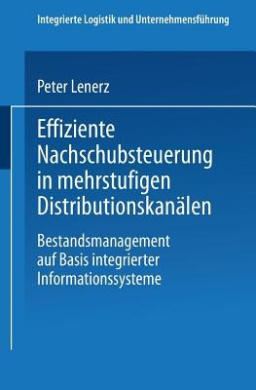 Integrierte Logistik und Unternehmensführung
Peter Lenerz
Effiziente
Nachschubsteuerung
in mehrstufigen
Distributionskanälen
Bestandsmanagement
auf Basis integrierter
Informationssysteme